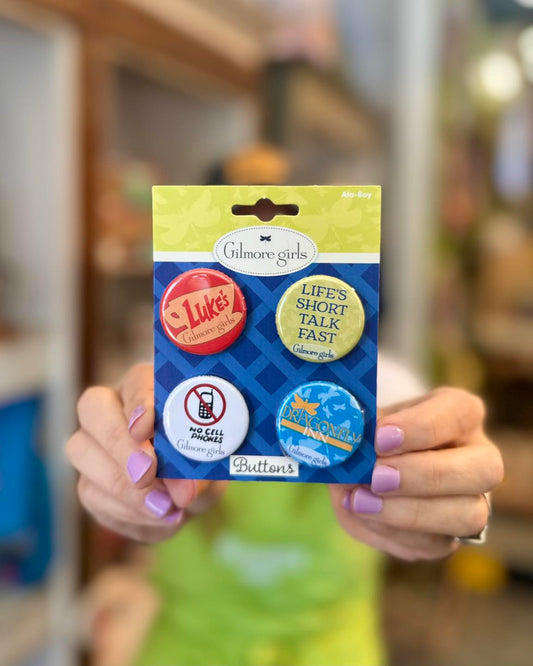 Ata-Boy
Gilmore girls
LUKE'S
Gilmore girls
LIFE'S
SHORT
TALK
FAST
Gilmore girls
NO CELL
PHONES
Gilmore girls
DRAGONFLY
INN
Gilmore girls
Buttons